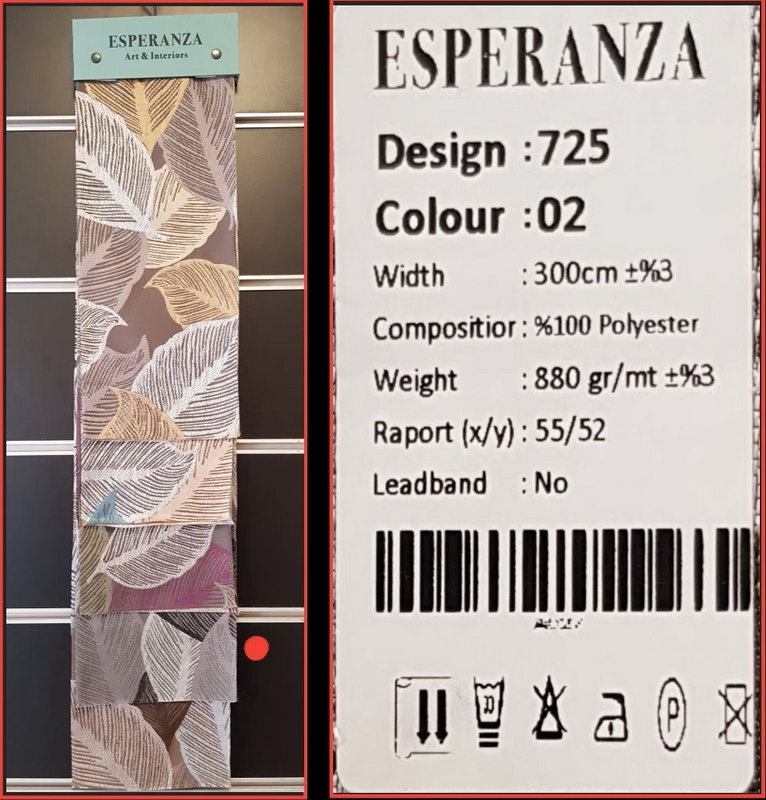 ESPERANZA
Art & Interiors
ESPERANZA
Design :725
Colour :02
Width : 300cm ±%3
Compositior : %100 Polyester
Weight : 880 gr/mt ±%3
Raport (x/y) : 55/52
Leadband : No
P